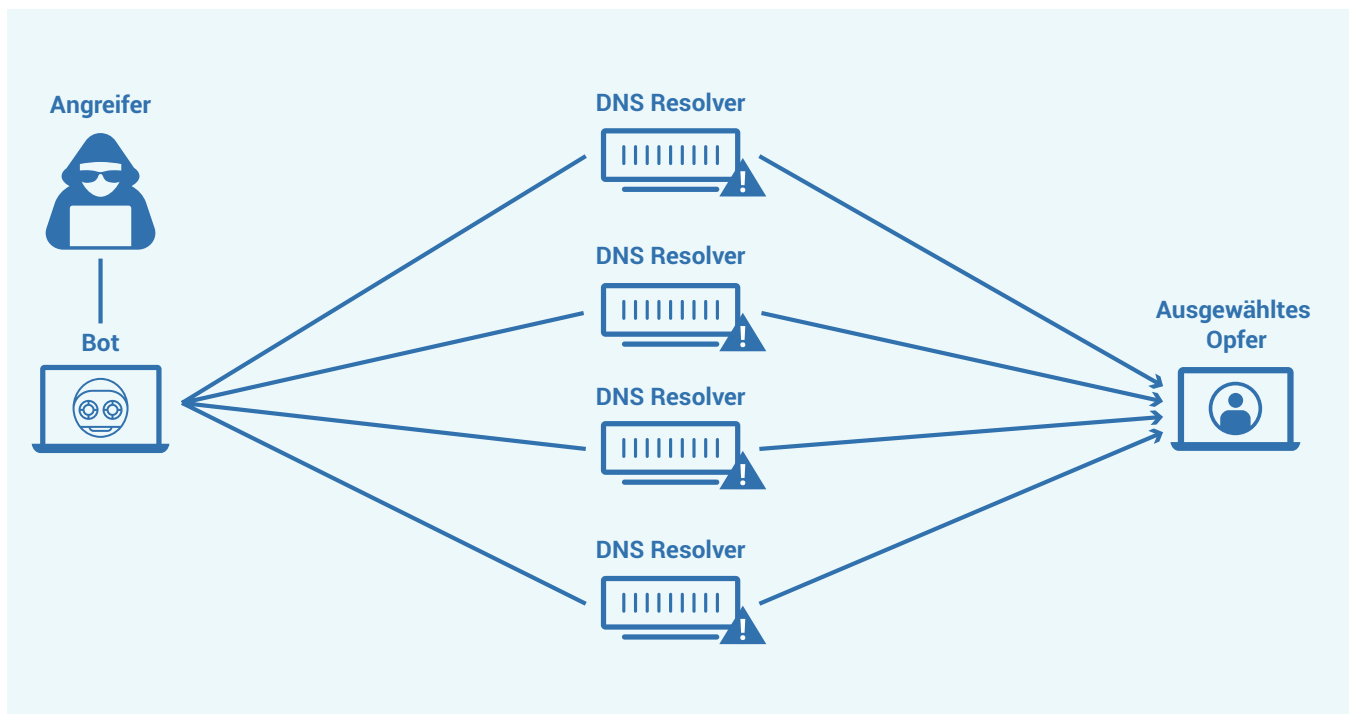 Angreifer
Bot
DNS Resolver
DNS Resolver
DNS Resolver
DNS Resolver
Ausgewähltes
Opfer